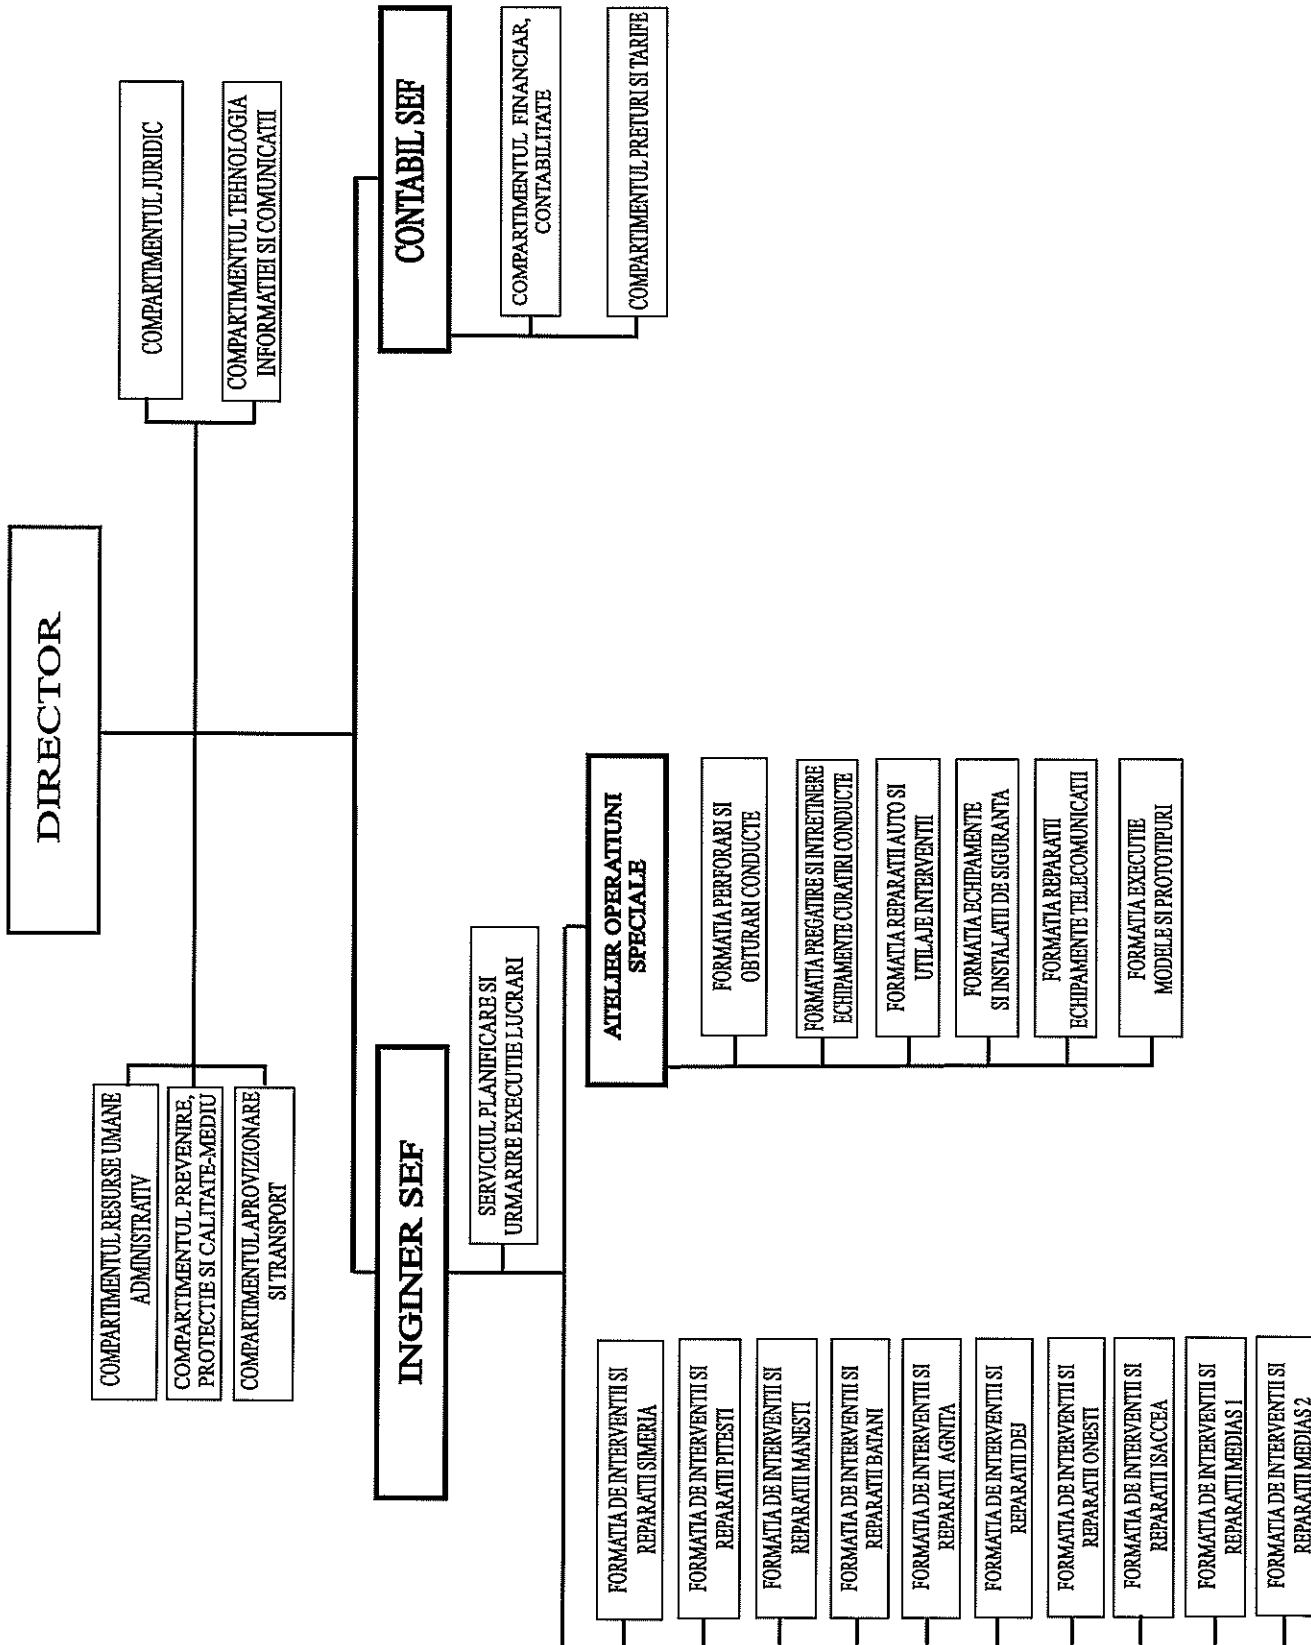 DIRECTOR
COMPARTIMENTUL RESURSE UMANE
ADMINISTRATIV
COMPARTIMENTUL PREVENIRE,
PROTECTIE SI CALITATE-MEDIU
COMPARTIMENTUL APROVIZIONARE
SI TRANSPORT
COMPARTIMENTUL JURIDIC
COMPARTIMENTUL TEHNOLOGIA
INFORMATIEI SI COMUNICATII
INGINER SEF
CONTABIL SEF
SERVICIUL PLANIFICARE SI
URMARIRE EXECUTIE LUCRARI
COMPARTIMENTUL FINANCIAR,
CONTABILITATE
COMPARTIMENTUL PRETURI SI TARIFE
FORMATIA DE INTERVENTII SI
REPARATII SIMERIA
FORMATIA DE INTERVENTII SI
REPARATII PITESTI
FORMATIA DE INTERVENTII SI
REPARATII MANESTI
FORMATIA DE INTERVENTII SI
REPARATII BATANI
FORMATIA DE INTERVENTII SI
REPARATII AGNITA
FORMATIA DE INTERVENTII SI
REPARATII DEJ
FORMATIA DE INTERVENTII SI
REPARATII ONESTI
FORMATIA DE INTERVENTII SI
REPARATII ISACCEA
FORMATIA DE INTERVENTII SI
REPARATII MEDIAS 1
FORMATIA DE INTERVENTII SI
REPARATII MEDIAS 2
ATELIER OPERATIUNI
SPECIALE
FORMATIA PERFORARI SI
OBTURARI CONDUCTE
FORMATIA PREGATIRE SI INTRETINERE
ECHIPAMENTE CURATIRI CONDUCTE
FORMATIA REPARATII AUTO SI
UTILAJE INTERVENTII
FORMATIA ECHIPAMENTE
SI INSTALATII DE SIGURANTA
FORMATIA REPARATII
ECHIPAMENTE TELECOMUNICATII
FORMATIA EXECUTIE
MODELE SI PROTOTIPURI